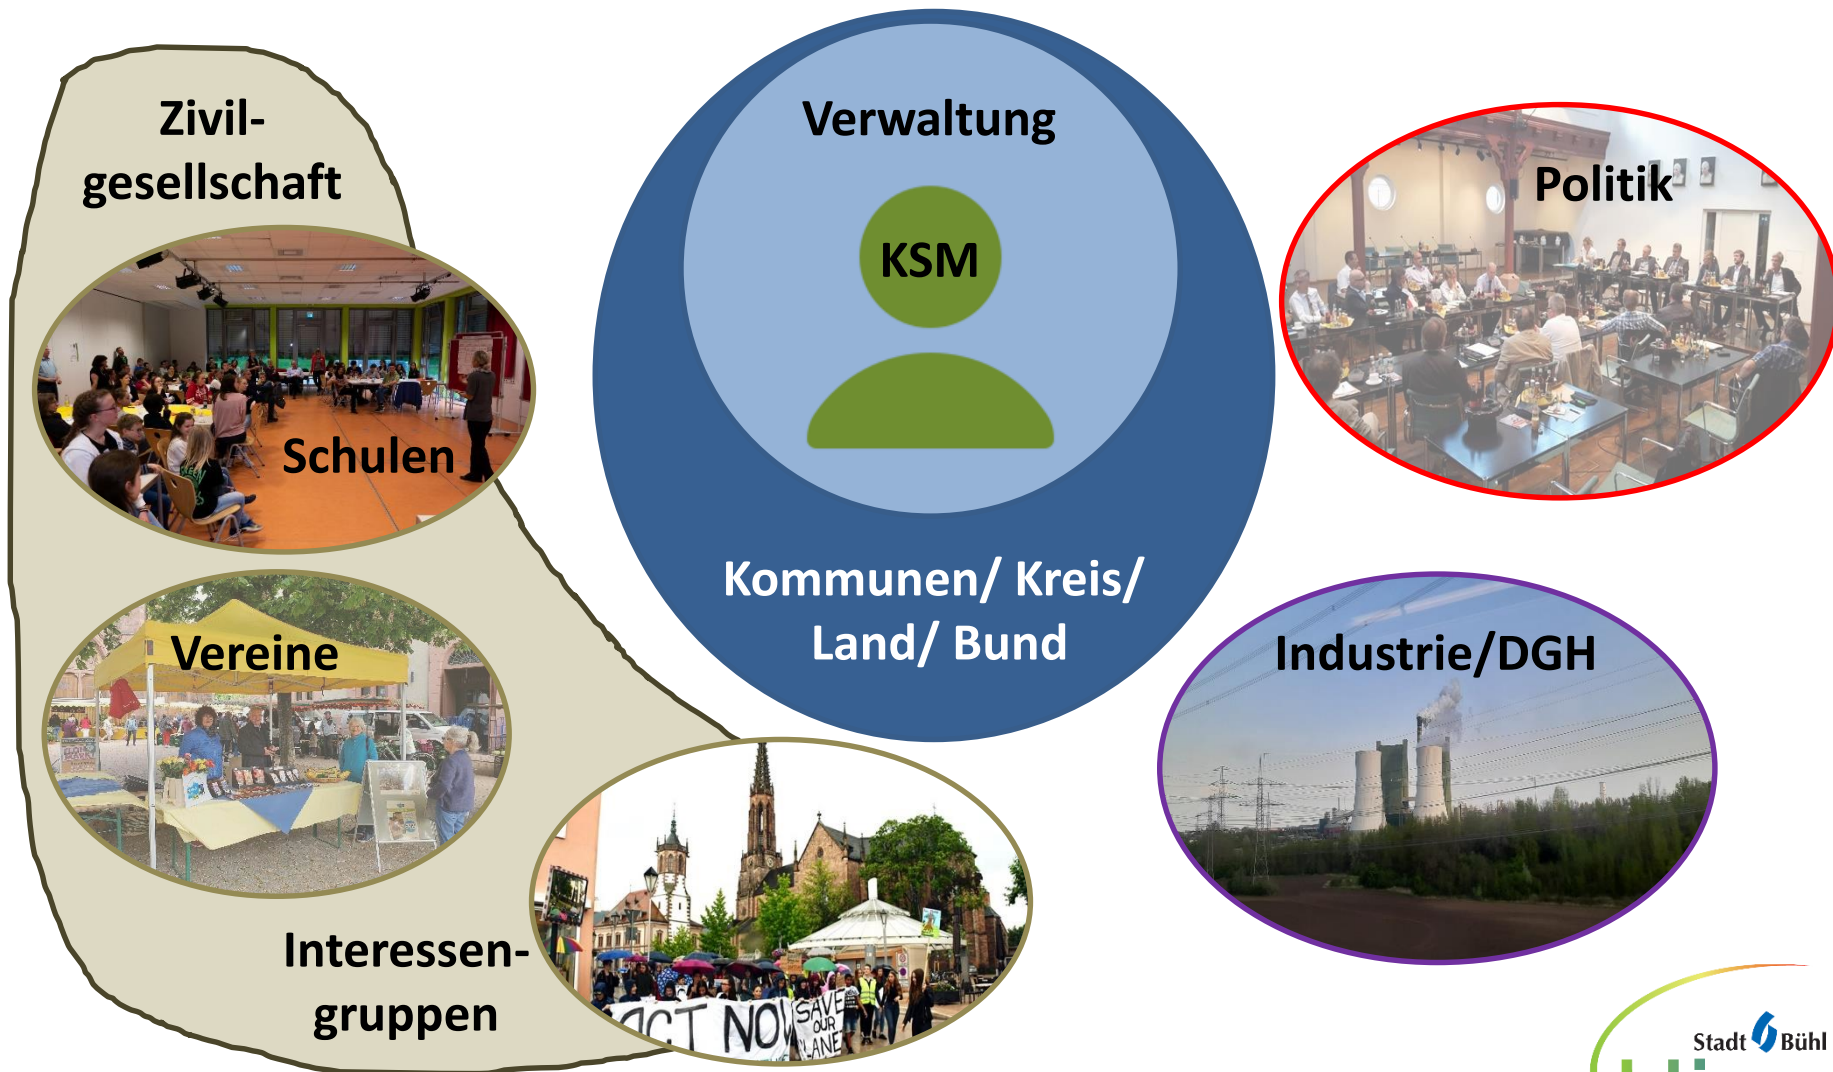 Zivil-
gesellschaft
Schulen
Vereine
Interessen-
gruppen
Verwaltung
KSM
Kommunen/ Kreis/
Land/ Bund
Politik
Industrie/DGH
ACT NOW
SAVE
OUR
PLANE
Stadt Bühl